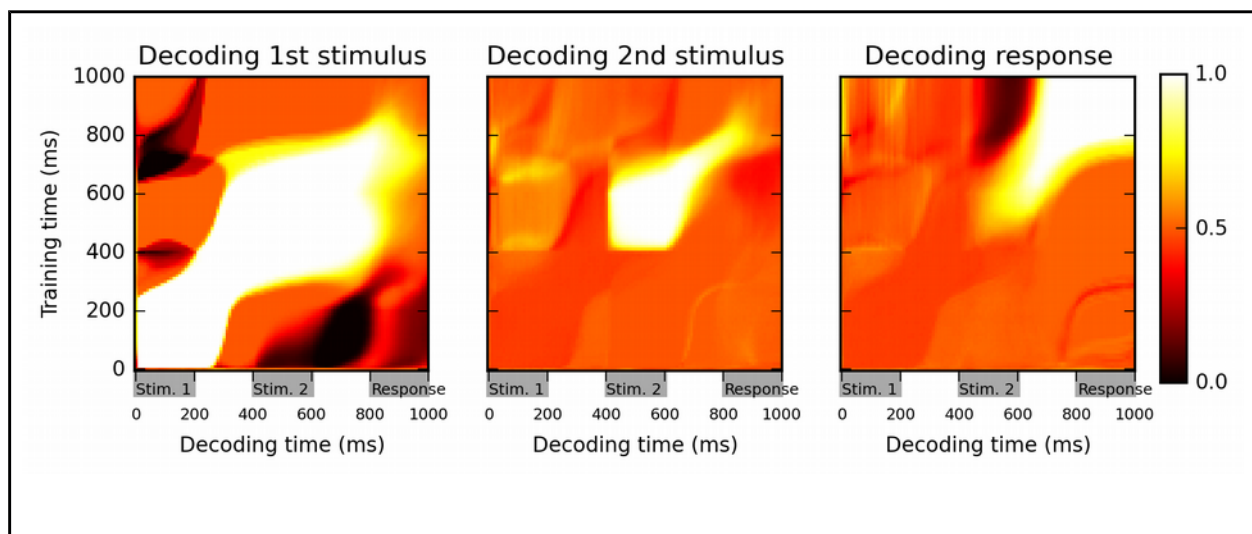 Decoding 1st stimulus Decoding 2nd stimulus Decoding response
1000
800
600
400
200
0
Training time (ms)
1.0
0.5
0.0
Stim. 1 Stim. 2 Response Stim. 1 Stim. 2 Response Stim. 1 Stim. 2 Response
0 200 400 600 800 1000 0 200 400 600 800 1000 0 200 400 600 800 1000
Decoding time (ms) Decoding time (ms) Decoding time (ms)